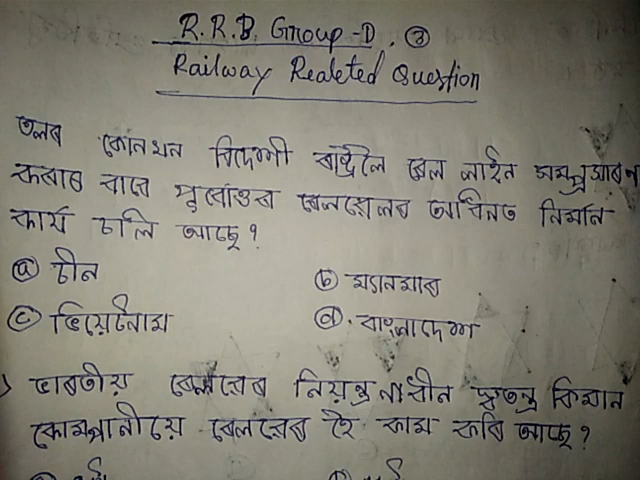 R.R.B. Group-D. ③
Railway Realeted Question
তলৰ কোনখন বিদেশী ৰাষ্ট্ৰলৈ ৰেল লাইন সম্প্ৰসাৰণ
কৰাৰ বাবে পূৰ্বোত্তৰ ৰেলৱেলৰ অধিনত নিৰ্মান
কাৰ্য চলি আছে?
ⓐ চীন
ⓑ ম্যানমাৰ
ⓒ ভিয়েটনাম
ⓓ. বাংলাদেশ
ভাৰতীয় ৰেলৱেৰ নিয়ন্ত্ৰনাধীন স্বতন্ত্ৰ কিমান
কোম্পানীয়ে ৰেলৱেৰ হৈ কাম কৰি আছে?